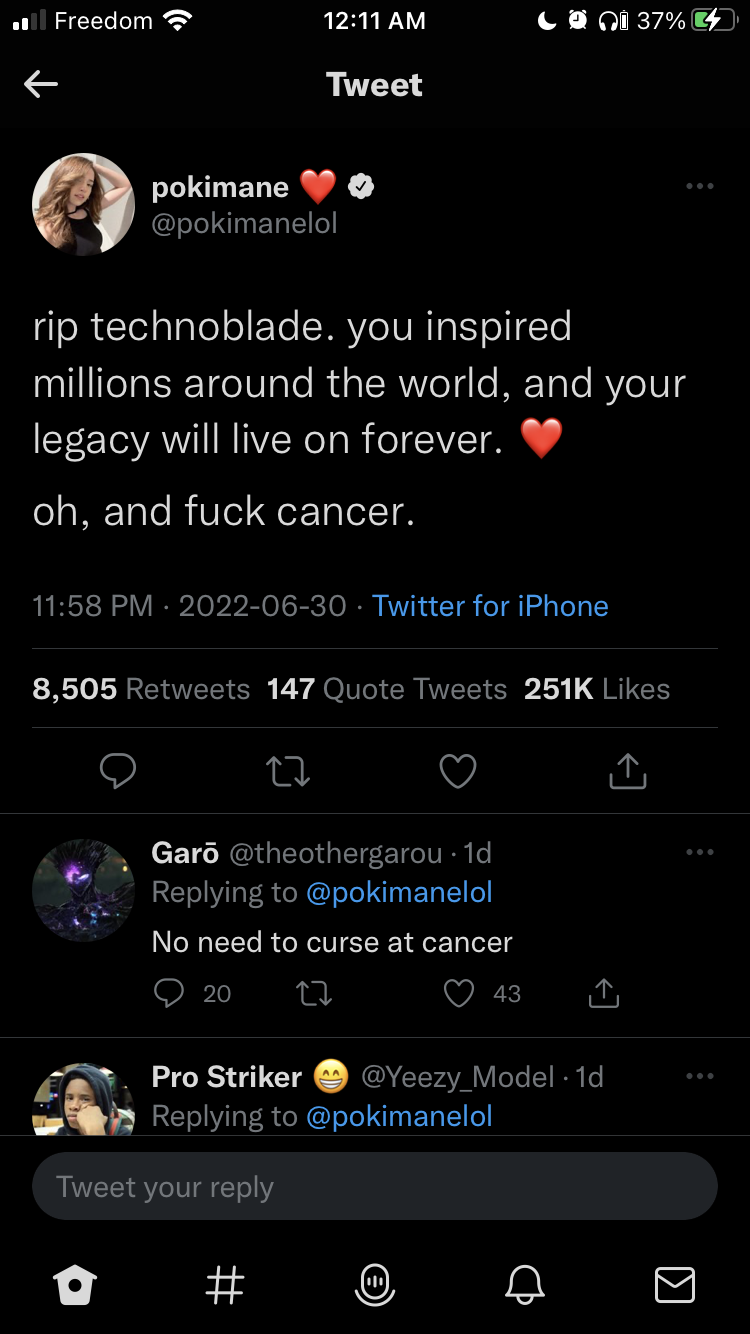 Freedom 12:11 AM 37%
Tweet
pokimane ❤️
@pokimanelol
rip technoblade. you inspired
millions around the world, and your
legacy will live on forever. ❤️
oh, and fuck cancer.
11:58 PM · 2022-06-30 · Twitter for iPhone
8,505 Retweets 147 Quote Tweets 251K Likes
Garō @theothergarou · 1d
Replying to @pokimanelol
No need to curse at cancer
20 43
Pro Striker 😁 @Yeezy_Model · 1d
Replying to @pokimanelol
Tweet your reply